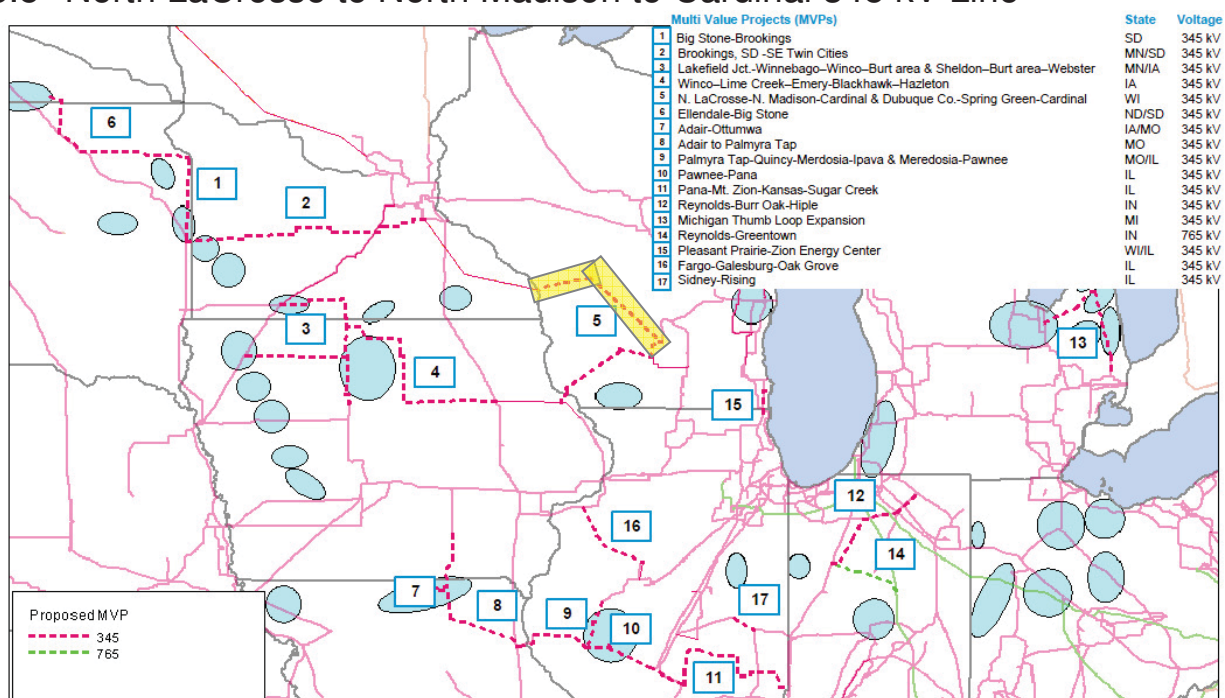 North LaCrosse to North Madison to Cardinal 345 kV Line
Multi Value Projects (MVPs) State Voltage
1 Big Stone-Brookings SD 345 kV
2 Brookings, SD -SE Twin Cities MN/SD 345 kV
3 Lakefield Jct.-Winnebago–Winco–Burt area & Sheldon–Burt area–Webster MN/IA 345 kV
4 Winco–Lime Creek–Emery-Blackhawk–Hazleton IA 345 kV
5 N. LaCrosse-N. Madison-Cardinal & Dubuque Co.-Spring Green-Cardinal WI 345 kV
6 Ellendale-Big Stone ND/SD 345 kV
7 Adair-Ottumwa IA/MO 345 kV
8 Adair to Palmyra Tap MO 345 kV
9 Palmyra Tap-Quincy-Merdosia-Ipava & Meredosia-Pawnee MO/IL 345 kV
10 Pawnee-Pana IL 345 kV
11 Pana-Mt. Zion-Kansas-Sugar Creek IL 345 kV
12 Reynolds-Burr Oak-Hiple IN 345 kV
13 Michigan Thumb Loop Expansion MI 345 kV
14 Reynolds-Greentown IN 765 kV
15 Pleasant Prairie-Zion Energy Center WI/IL 345 kV
16 Fargo-Galesburg-Oak Grove IL 345 kV
17 Sidney-Rising IL 345 kV
6
1
2
5
3
13
4
15
12
16
14
7
8
9
10
17
11
Proposed MVP
345
765